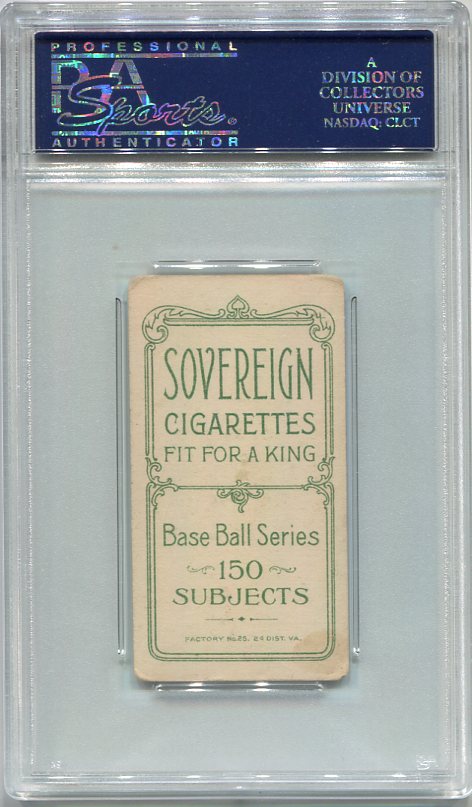 PROFESSIONAL
PSA
Sports.
AUTHENTICATOR
A
DIVISION OF
COLLECTORS
UNIVERSE
NASDAQ: CLCT
SOVEREIGN
CIGARETTES
FIT FOR A KING
Base Ball Series
150
SUBJECTS
FACTORY No 25, 2d DIST. VA.